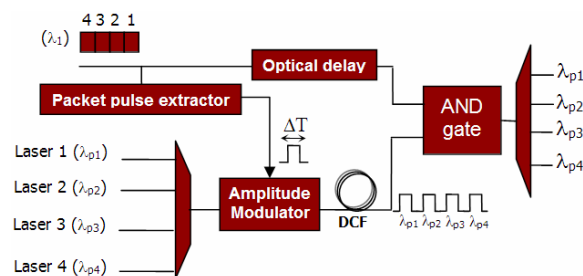 4 3 2 1
(λ1)
Optical delay
Packet pulse extractor
ΔT
AND
gate
λp1
λp2
λp3
λp4
Laser 1 (λp1)
Laser 2 (λp2)
Laser 3 (λp3)
Laser 4 (λp4)
Amplitude
Modulator
DCF
λp1 λp2 λp3 λp4